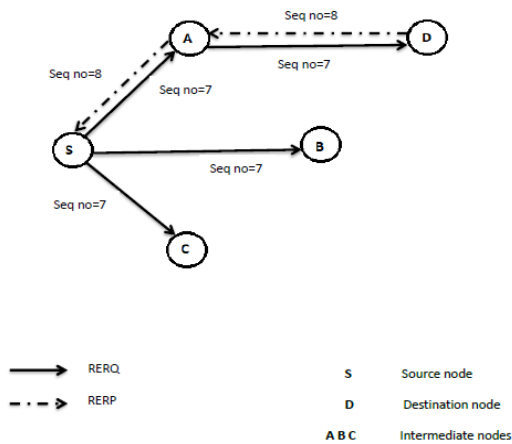 Seq no=8
A
D
Seq no=8
Seq no=7
Seq no=7
S
B
Seq no=7
Seq no=7
C
RERQ
S Source node
RERP
D Destination node
A B C Intermediate nodes